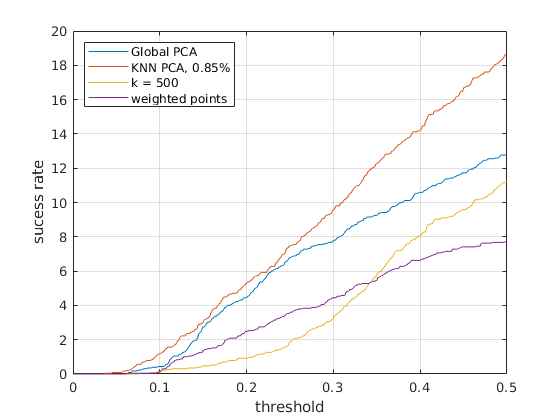 20
18
16
14
12
10
8
6
4
2
0
sucess rate
Global PCA
KNN PCA, 0.85%
k = 500
weighted points
0 0.1 0.2 0.3 0.4 0.5
threshold